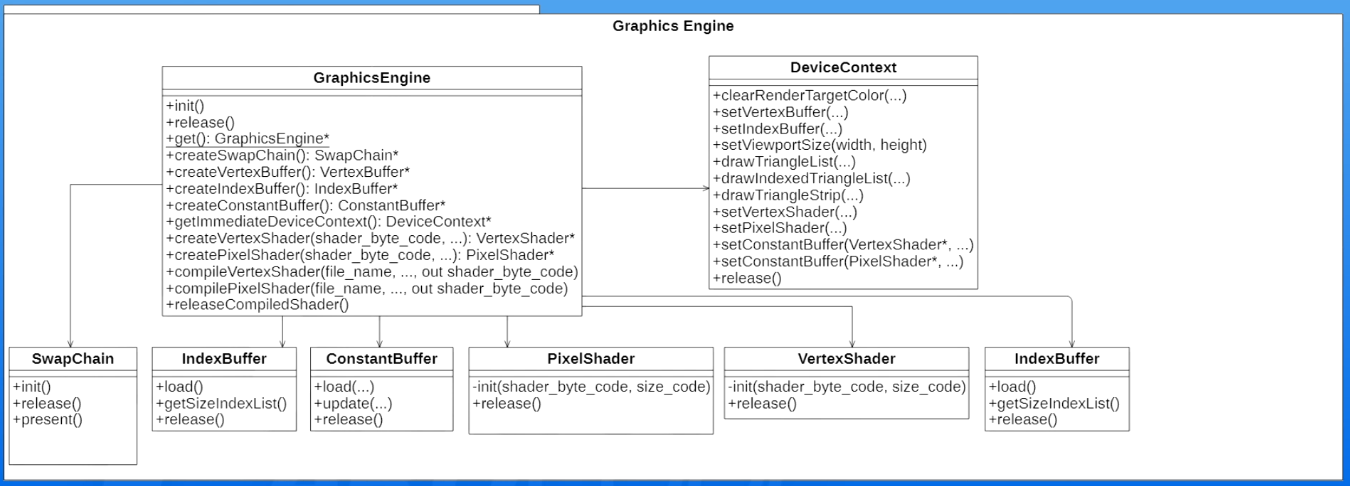 Graphics Engine
GraphicsEngine
+init()
+release()
+get(): GraphicsEngine*
+createSwapChain(): SwapChain*
+createVertexBuffer(): VertexBuffer*
+createIndexBuffer(): IndexBuffer*
+createConstantBuffer(): ConstantBuffer*
+getImmediateDeviceContext(): DeviceContext*
+createVertexShader(shader_byte_code, ...): VertexShader*
+createPixelShader(shader_byte_code, ...): PixelShader*
+compileVertexShader(file_name, ..., out shader_byte_code)
+compilePixelShader(file_name, ..., out shader_byte_code)
+releaseCompiledShader()
DeviceContext
+clearRenderTargetColor(...)
+setVertexBuffer(...)
+setIndexBuffer(...)
+setViewportSize(width, height)
+drawTriangleList(...)
+drawIndexedTriangleList(...)
+drawTriangleStrip(...)
+setVertexShader(...)
+setPixelShader(...)
+setConstantBuffer(VertexShader*, ...)
+setConstantBuffer(PixelShader*, ...)
+release()
SwapChain
+init()
+release()
+present()
IndexBuffer
+load()
+getSizeIndexList()
+release()
ConstantBuffer
+load(...)
+update(...)
+release()
PixelShader
-init(shader_byte_code, size_code)
+release()
VertexShader
-init(shader_byte_code, size_code)
+release()
IndexBuffer
+load()
+getSizeIndexList()
+release()